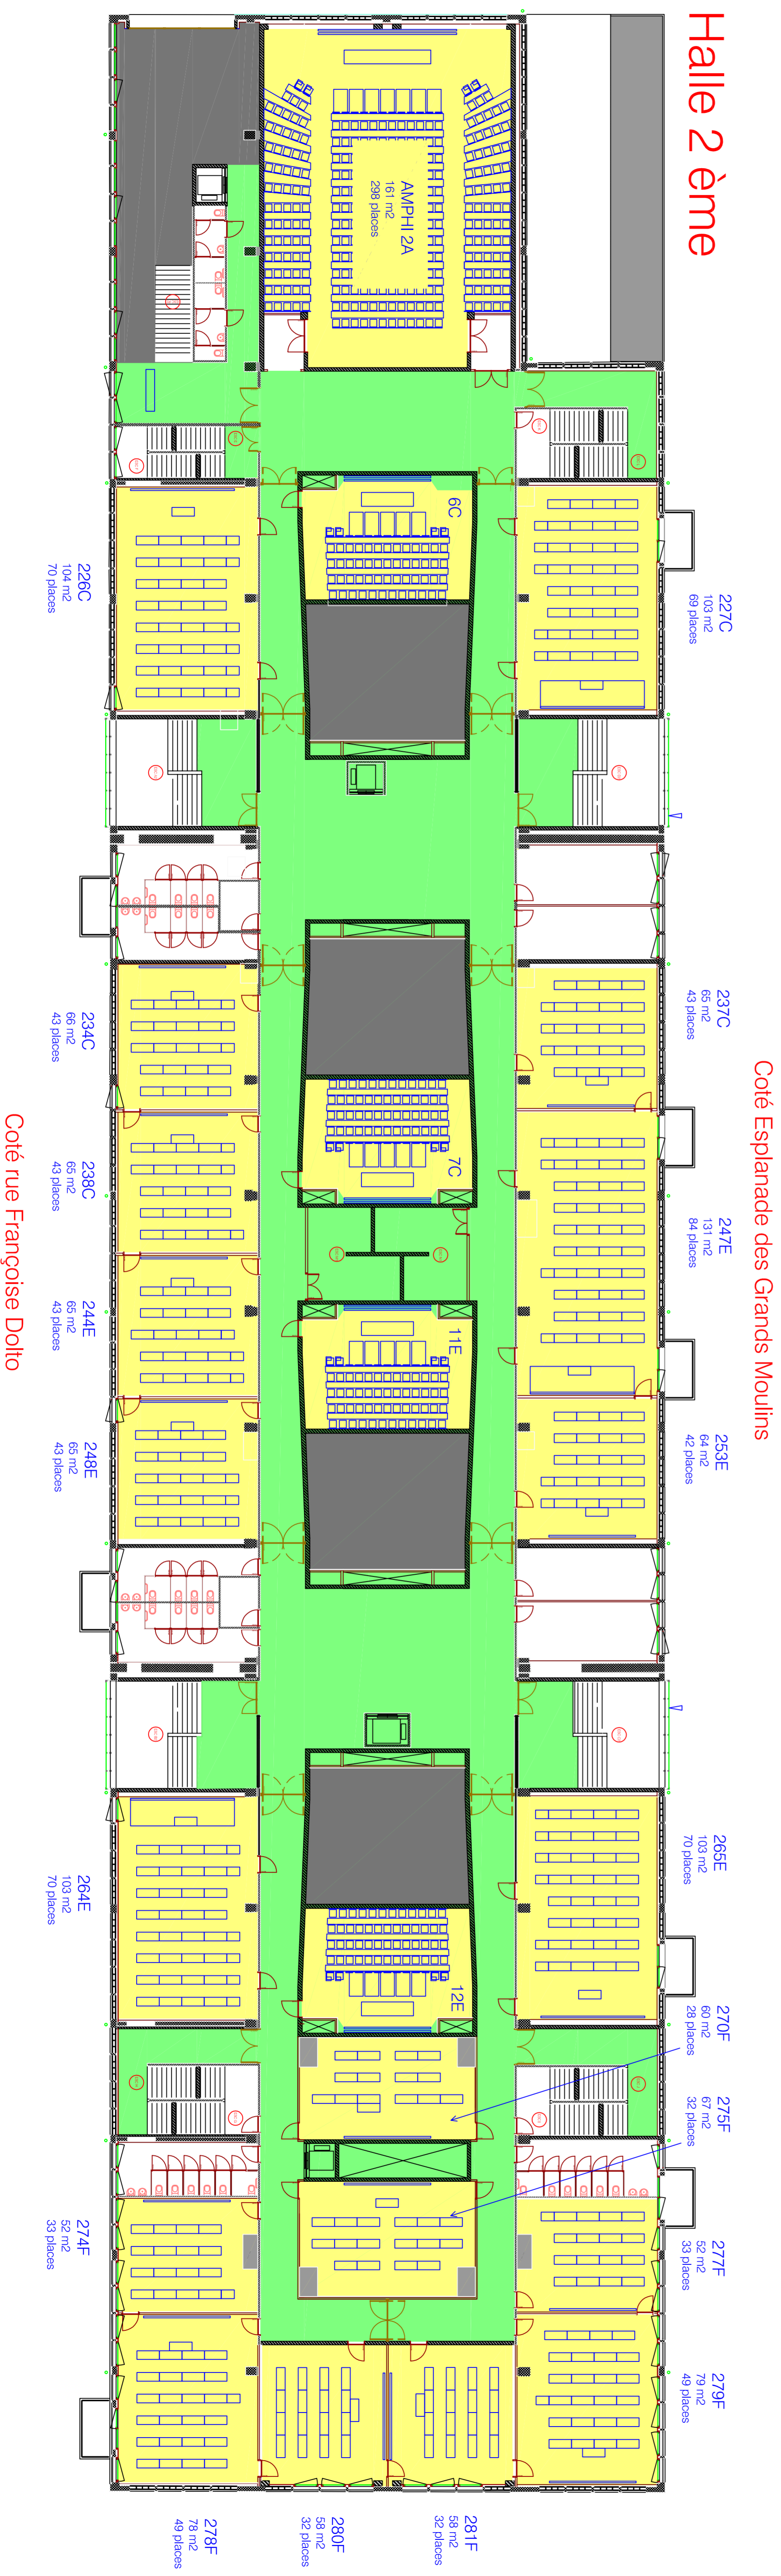 Halle 2 ème
Coté Esplanade des Grands Moulins
Coté rue Françoise Dolto
AMPHI 2A
161 m2
298 places
6C
7C
11E
12E
227C
103 m2
69 places
237C
65 m2
43 places
247E
131 m2
84 places
253E
64 m2
42 places
265E
103 m2
70 places
270F
60 m2
28 places
275F
67 m2
32 places
277F
52 m2
33 places
279F
79 m2
49 places
281F
58 m2
32 places
280F
58 m2
32 places
278F
78 m2
49 places
274F
52 m2
33 places
264E
103 m2
70 places
248E
65 m2
43 places
244E
65 m2
43 places
238C
65 m2
43 places
234C
66 m2
43 places
226C
104 m2
70 places